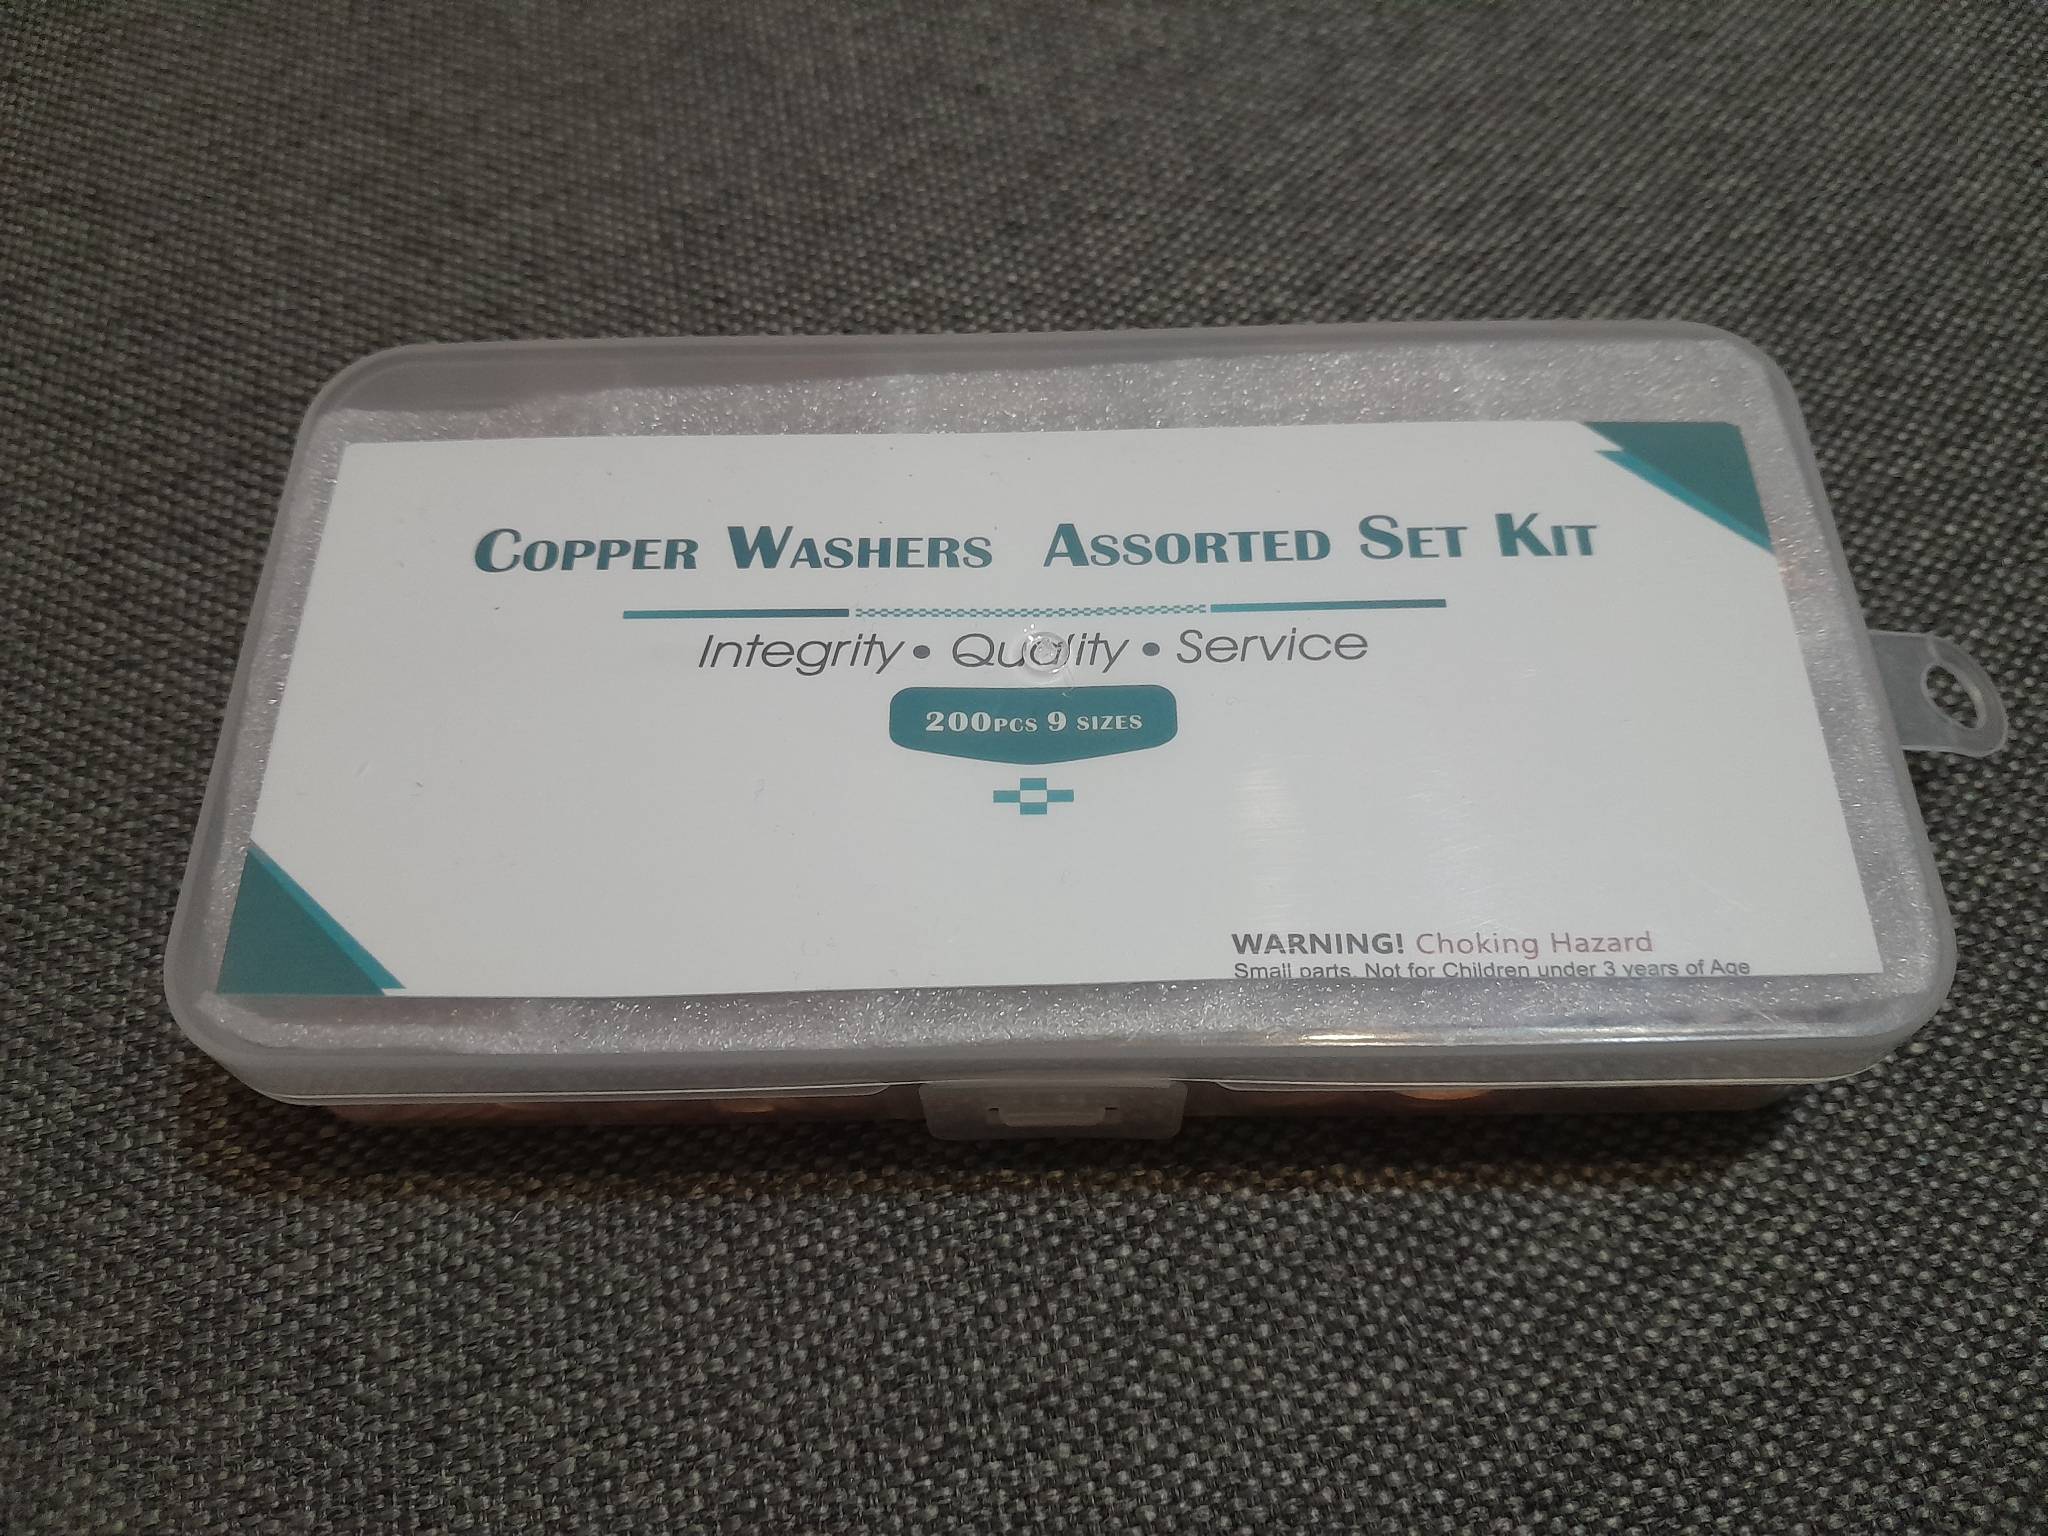 Copper Washers Assorted Set Kit
Integrity • Quality • Service
200pcs 9 sizes
WARNING! Choking Hazard
Small parts. Not for Children under 3 years of Age